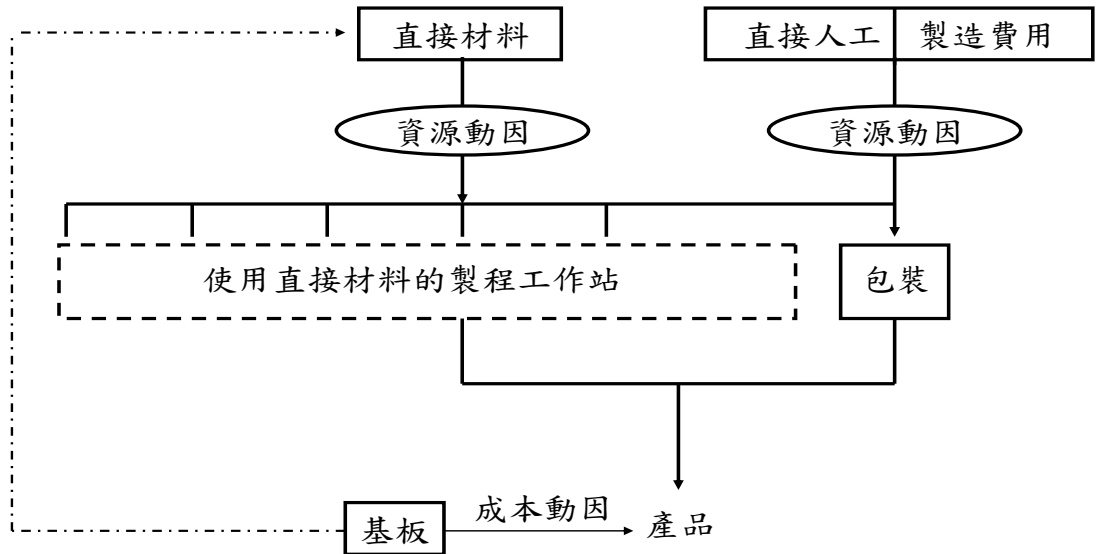 直接材料
直接人工 製造費用
資源動因
資源動因
使用直接材料的製程工作站
包裝
成本動因
基板
產品